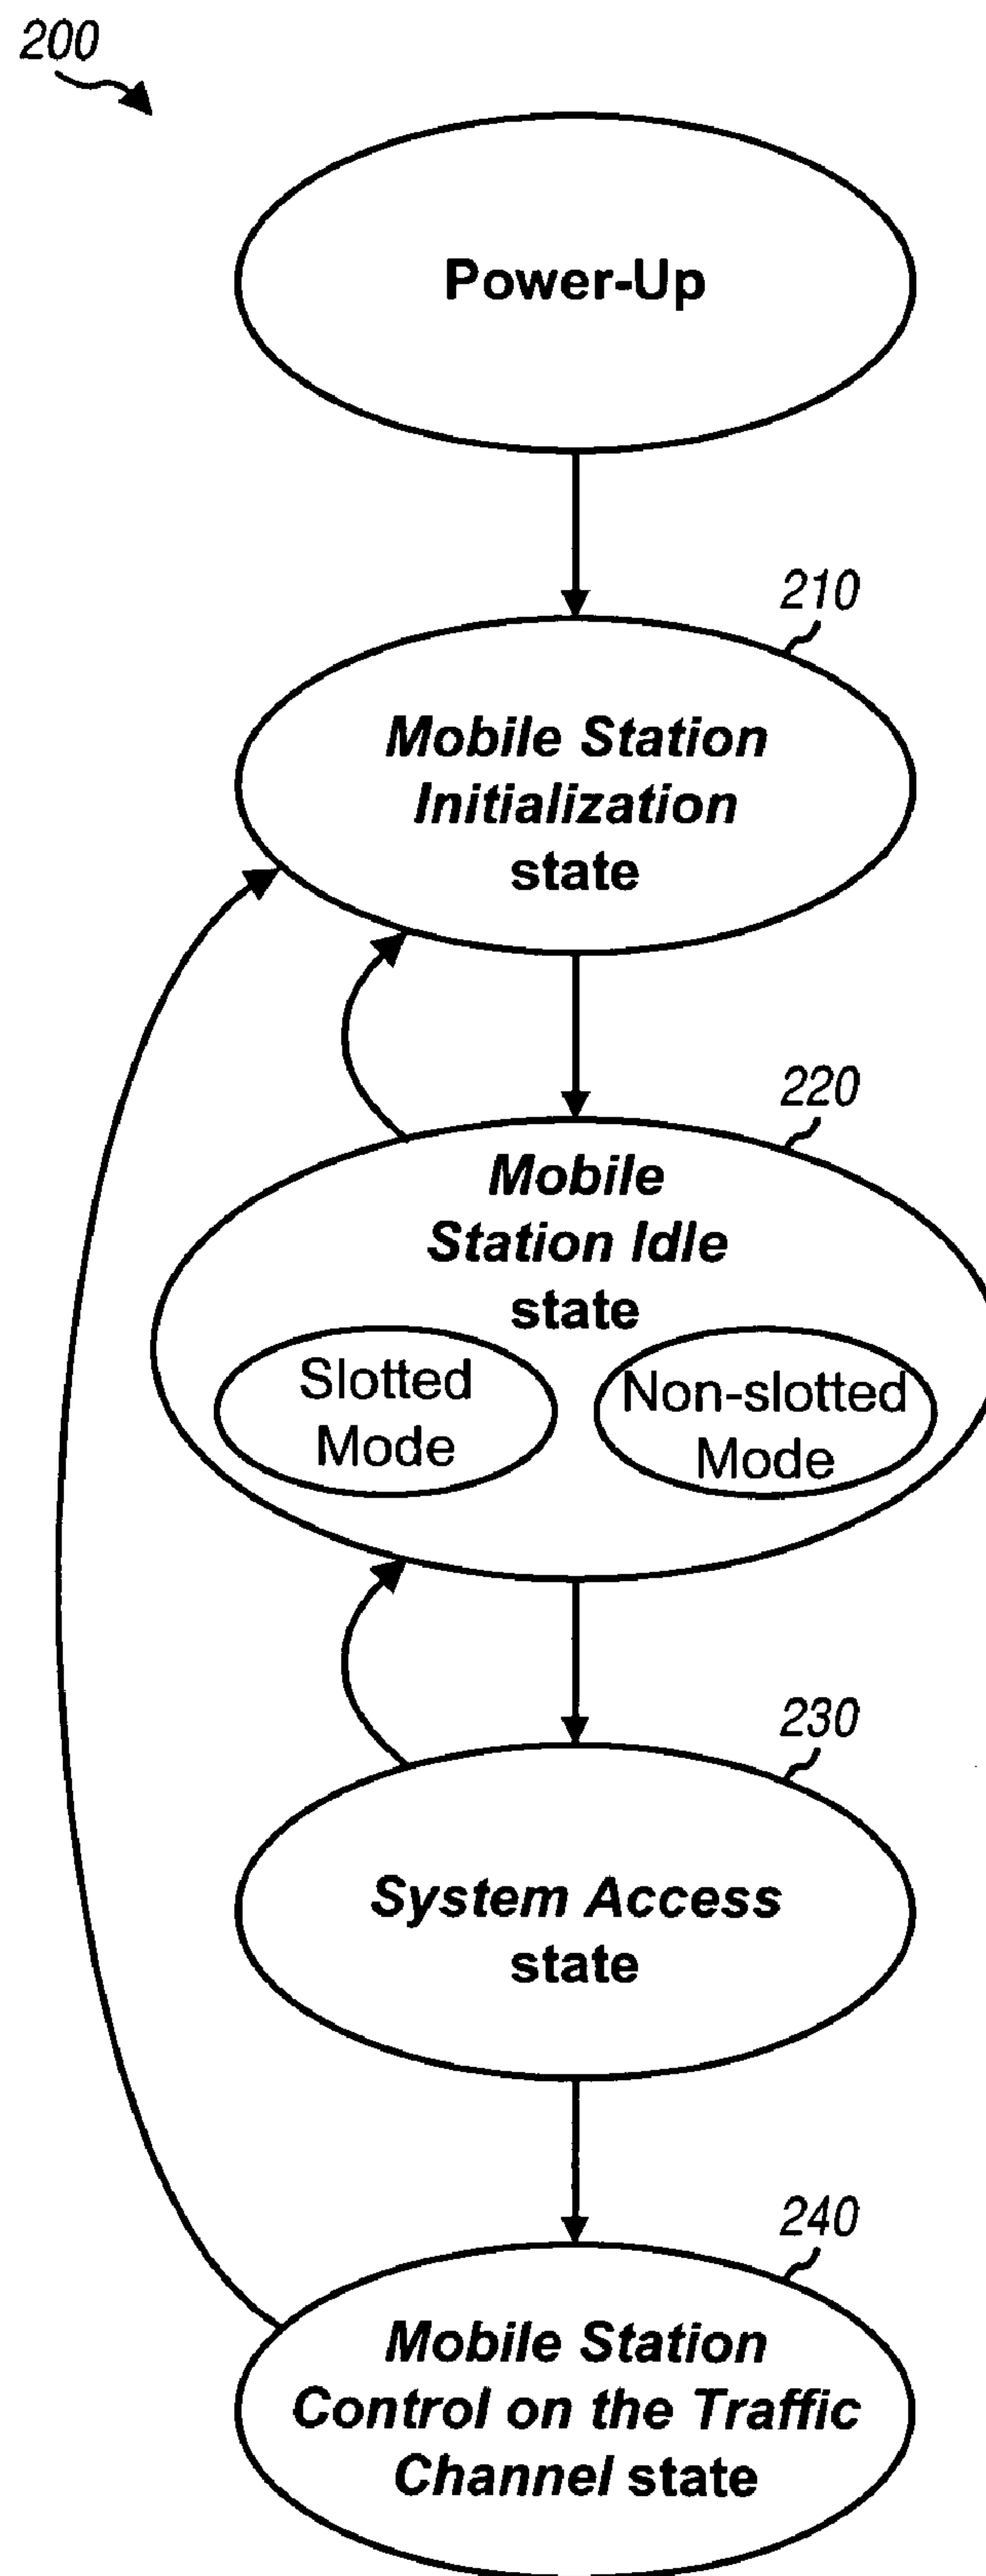 200
Power-Up
210
Mobile Station
Initialization
state
220
Mobile
Station Idle
state
Slotted
Mode
Non-slotted
Mode
230
System Access
state
240
Mobile Station
Control on the Traffic
Channel state